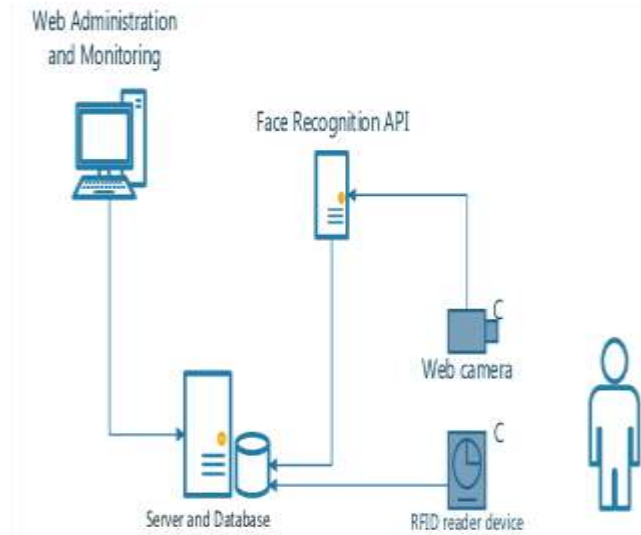 Web Administration
and Monitoring
Face Recognition API
C
Web camera
C
Server and Database
RFID reader device